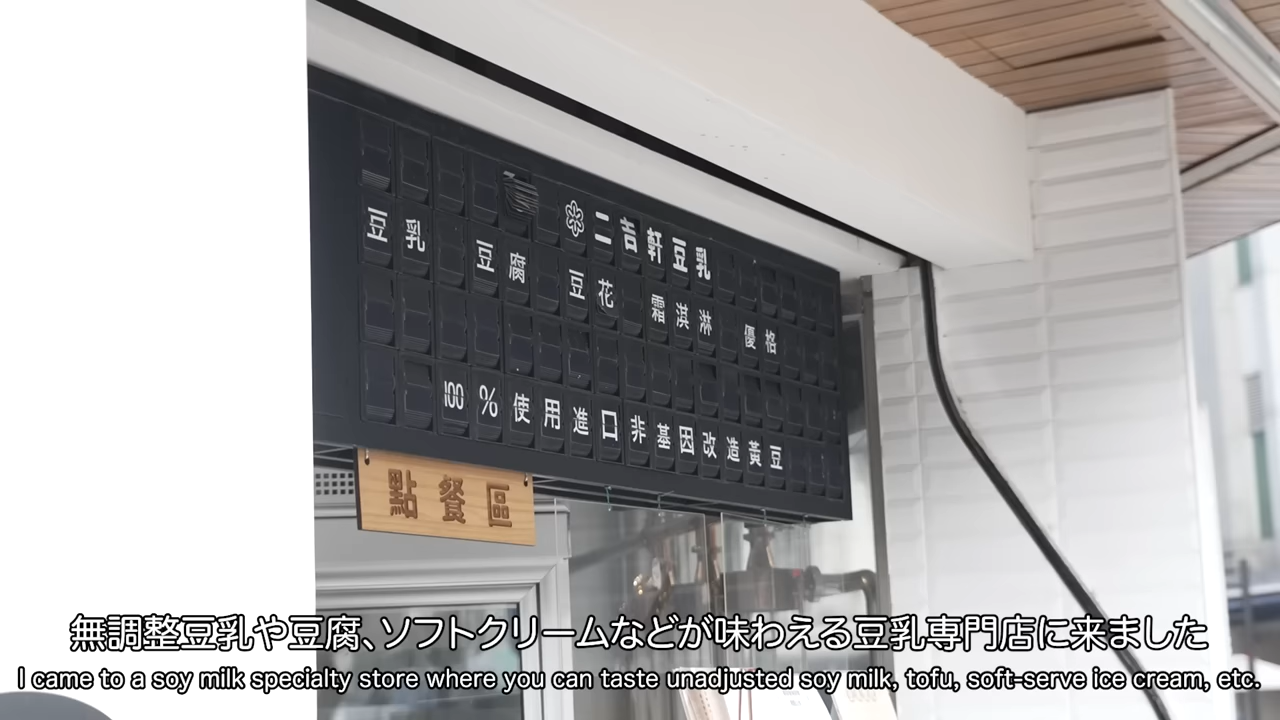 二吉軒豆乳
豆乳 豆腐 豆花 霜淇淋 優格
100%使用進口非基因改造黃豆
點餐區
無調整豆乳や豆腐、ソフトクリームなどが味わえる豆乳専門店に来ました
I came to a soy milk specialty store where you can taste unadjusted soy milk, tofu, soft-serve ice cream, etc.